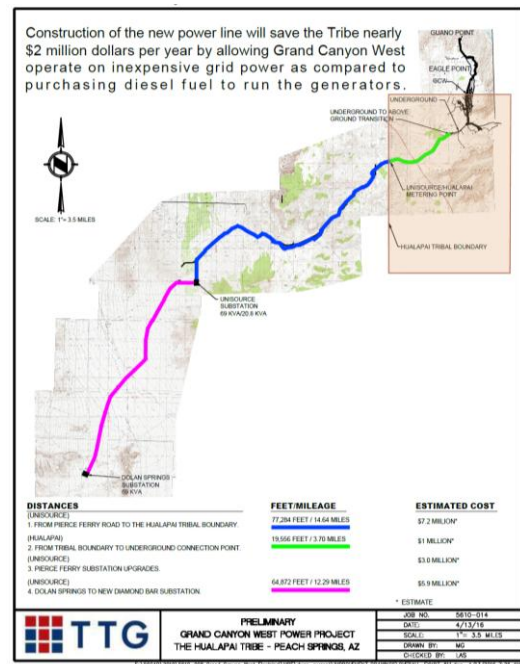 Construction of the new power line will save the Tribe nearly
$2 million dollars per year by allowing Grand Canyon West
operate on inexpensive grid power as compared to
purchasing diesel fuel to run the generators.
GUANO POINT
EAGLE POINT
GCW
UNDERGROUND
UNDERGROUND TO ABOVE
GROUND TRANSITION
SCALE: 1"= 3.5 MILES
UNISOURCE/HUALAPAI
METERING POINT
HUALAPAI TRIBAL BOUNDARY
UNISOURCE
SUBSTATION
69 KVA/20.8 KVA
DOLAN SPRINGS
SUBSTATION
69 KVA
DISTANCES FEET/MILEAGE ESTIMATED COST
(UNISOURCE)
1. FROM PIERCE FERRY ROAD TO THE HUALAPAI TRIBAL BOUNDARY. 77,284 FEET / 14.64 MILES $7.2 MILLION*
(HUALAPAI)
2. FROM TRIBAL BOUNDARY TO UNDERGROUND CONNECTION POINT. 19,556 FEET / 3.70 MILES $1 MILLION*
(UNISOURCE)
3. PIERCE FERRY SUBSTATION UPGRADES. $3.0 MILLION*
(UNISOURCE)
4. DOLAN SPRINGS TO NEW DIAMOND BAR SUBSTATION. 64,872 FEET / 12.29 MILES $5.9 MILLION*
* ESTIMATE
TTG
PRELIMINARY
GRAND CANYON WEST POWER PROJECT
THE HUALAPAI TRIBE - PEACH SPRINGS, AZ
JOB NO. 5610-014
DATE: 4/13/16
SCALE: 1"= 3.5 MILES
DRAWN BY: MG
CHECKED BY: LAS